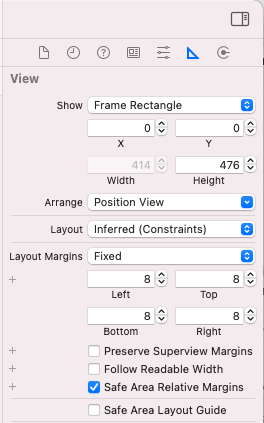 View
Show Frame Rectangle
0 0
X Y
414 476
Width Height
Arrange Position View
Layout Inferred (Constraints)
Layout Margins Fixed
+ 8 8
Left Top
8 8
Bottom Right
+ Preserve Superview Margins
+ Follow Readable Width
+ Safe Area Relative Margins
Safe Area Layout Guide